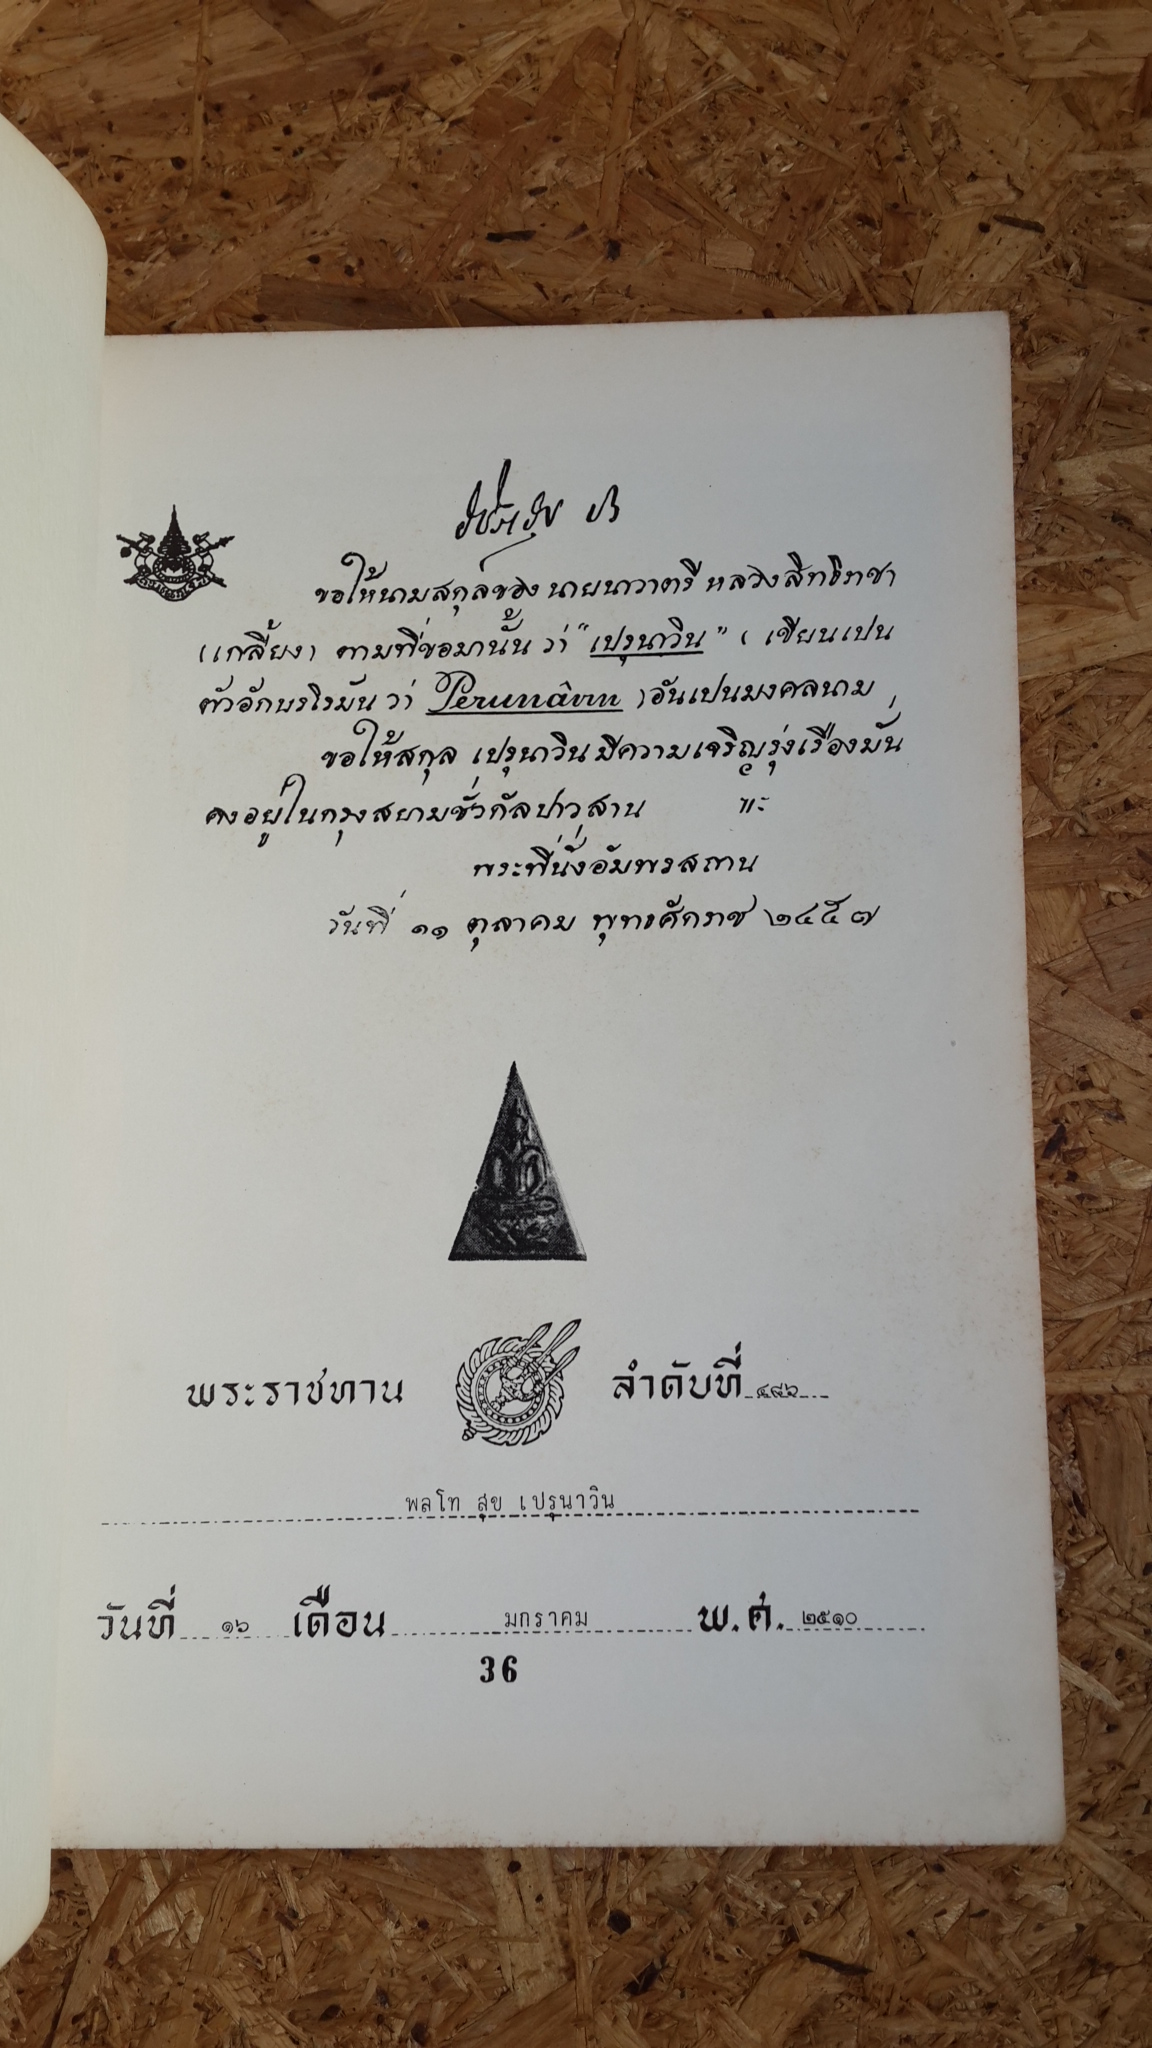 ขอให้นามสกุลของ นายนาวาตรี หลวงสิทธิทชา
(เกลี้ยง) ตามที่ขอมานั้น ว่า "เปรุนาวิน" ( เขียนเปน
ตัวอักษรโรมัน ว่า Perunâvin ) อันเปนมงคลนาม
ขอให้สกุล เปรุนาวิน มีความเจริญรุ่งเรืองมั่น
คงอยู่ในกรุงสยามชั่วกัลปาวสาน
พระที่นั่งอัมพรสถาน
วันที่ ๑๑ ตุลาคม พุทธศักราช ๒๔๕๗
พระราชทาน ลำดับที่ ๔๙๖
พลโท สุข เปรุนาวิน
วันที่ ๑๖ เดือน มกราคม พ.ศ. ๒๕๑๐
36